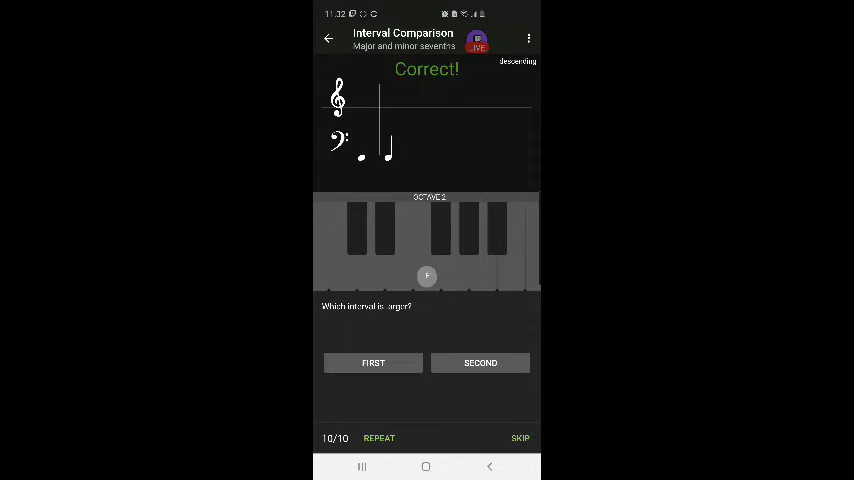 11.32
Interval Comparison
Major and minor sevenths
LIVE
descending
Correct!
OCTAVE 2
F
Which interval is larger?
FIRST
SECOND
10/10
REPEAT
SKIP